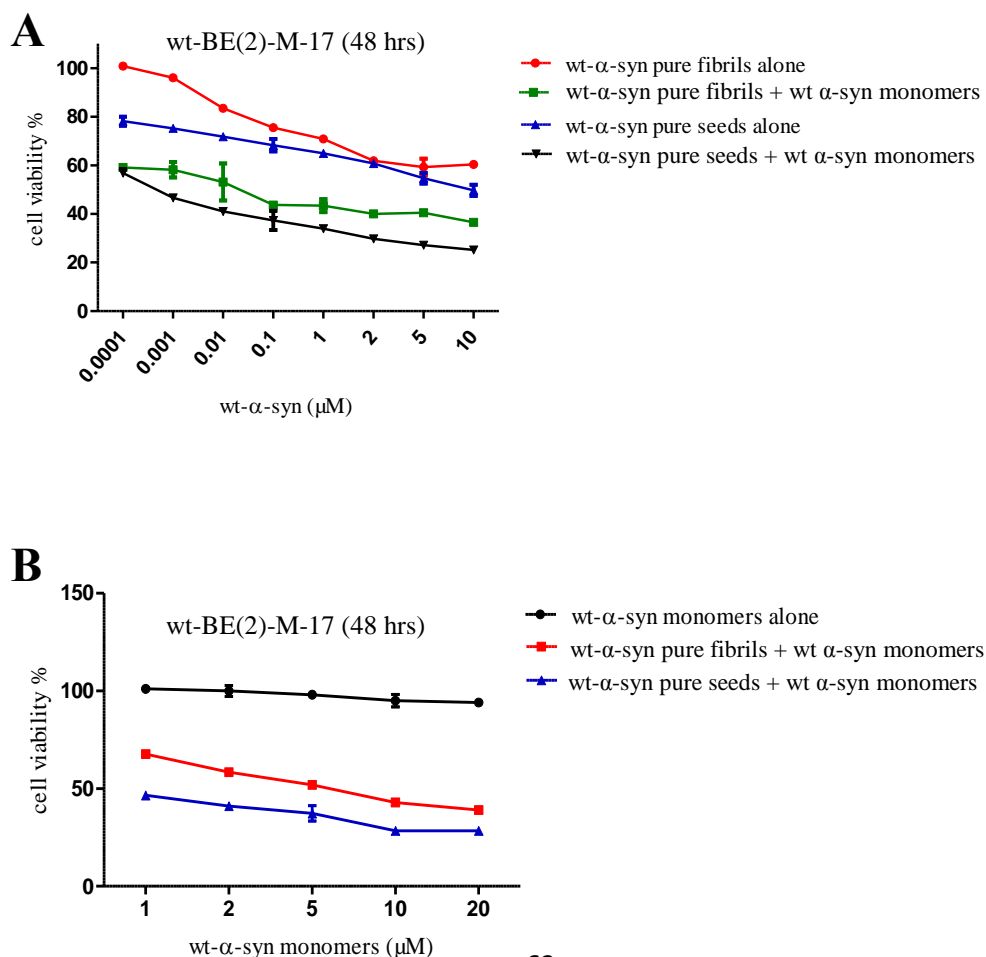 A
wt-BE(2)-M-17 (48 hrs)
wt-α-syn pure fibrils alone
wt-α-syn pure fibrils + wt α-syn monomers
wt-α-syn pure seeds alone
wt-α-syn pure seeds + wt α-syn monomers
cell viability %
100
80
60
40
20
0
0.0001
0.001
0.01
0.1
1
2
5
10
wt-α-syn (μM)
B
wt-BE(2)-M-17 (48 hrs)
wt-α-syn monomers alone
wt-α-syn pure fibrils + wt α-syn monomers
wt-α-syn pure seeds + wt α-syn monomers
cell viability %
150
100
50
0
1
2
5
10
20
wt-α-syn monomers (μM)